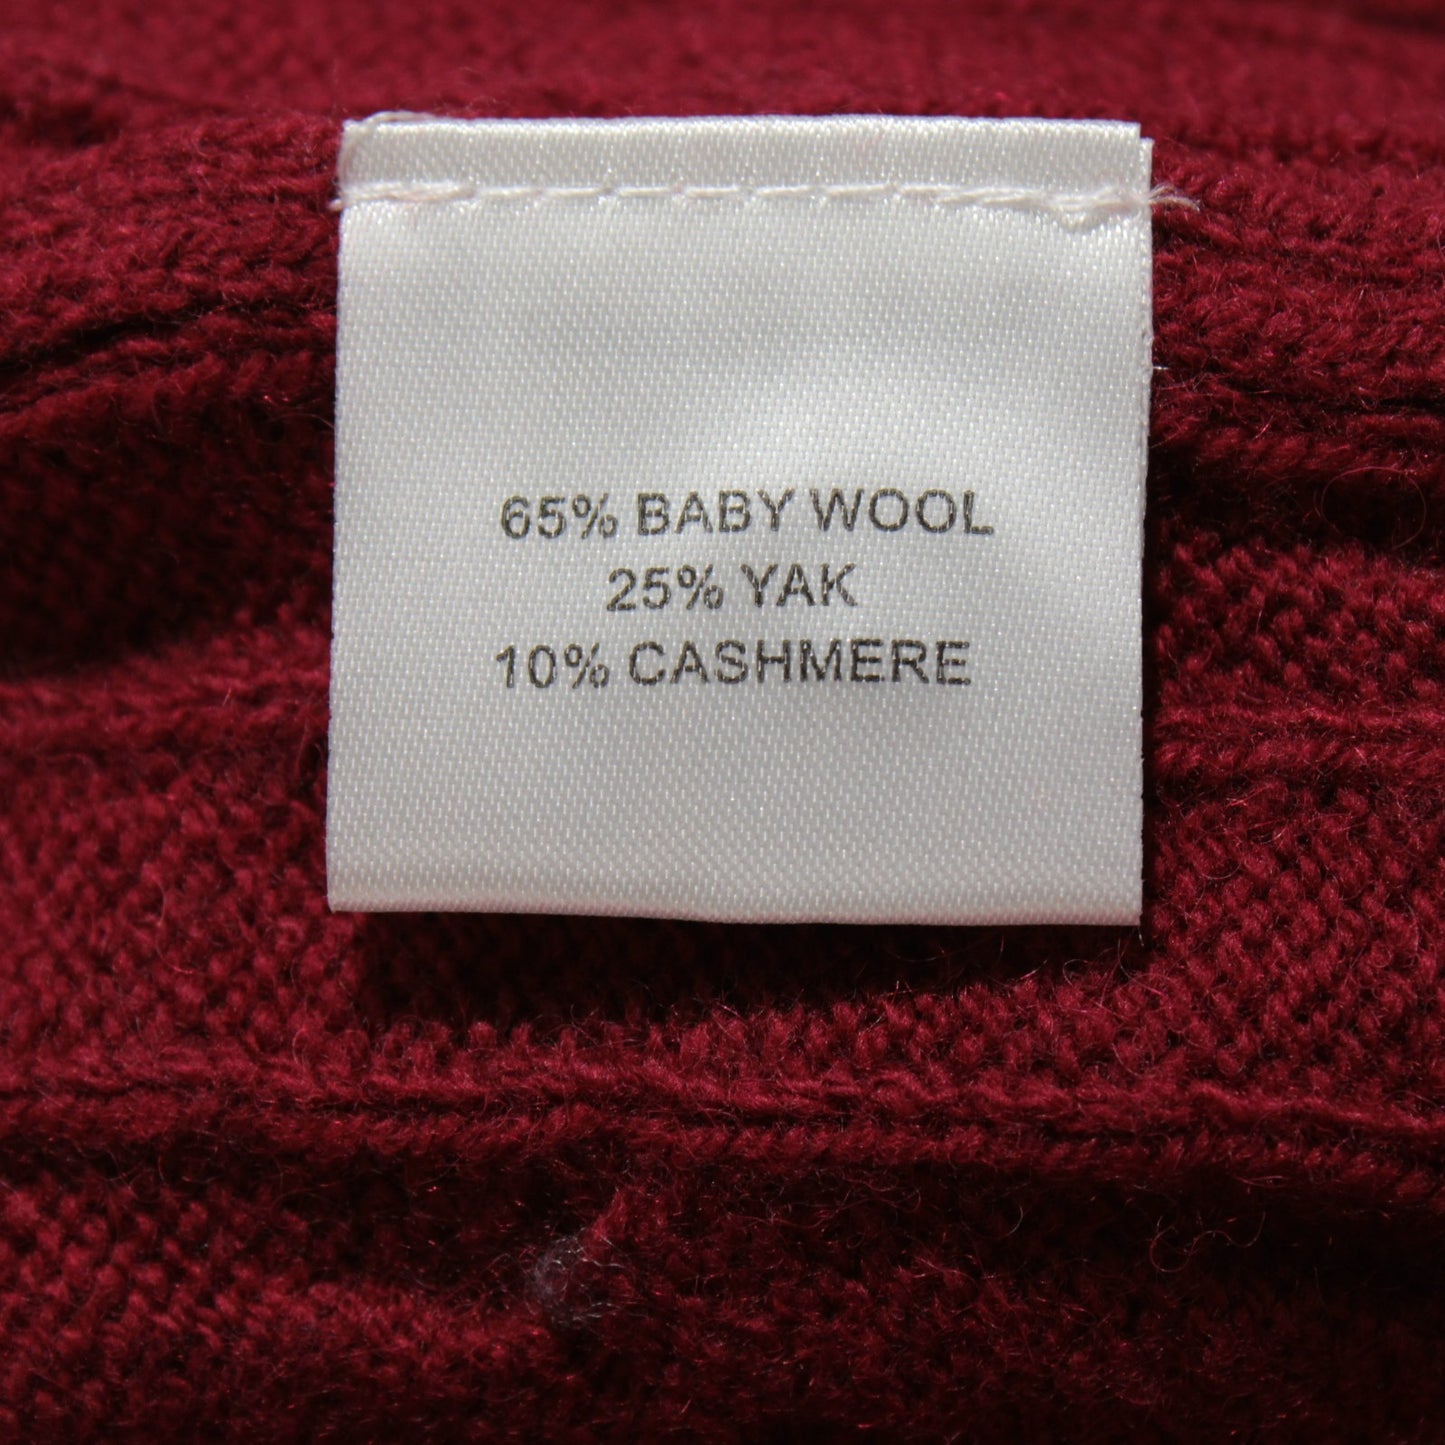 65% BABY WOOL
25% YAK
10% CASHMERE